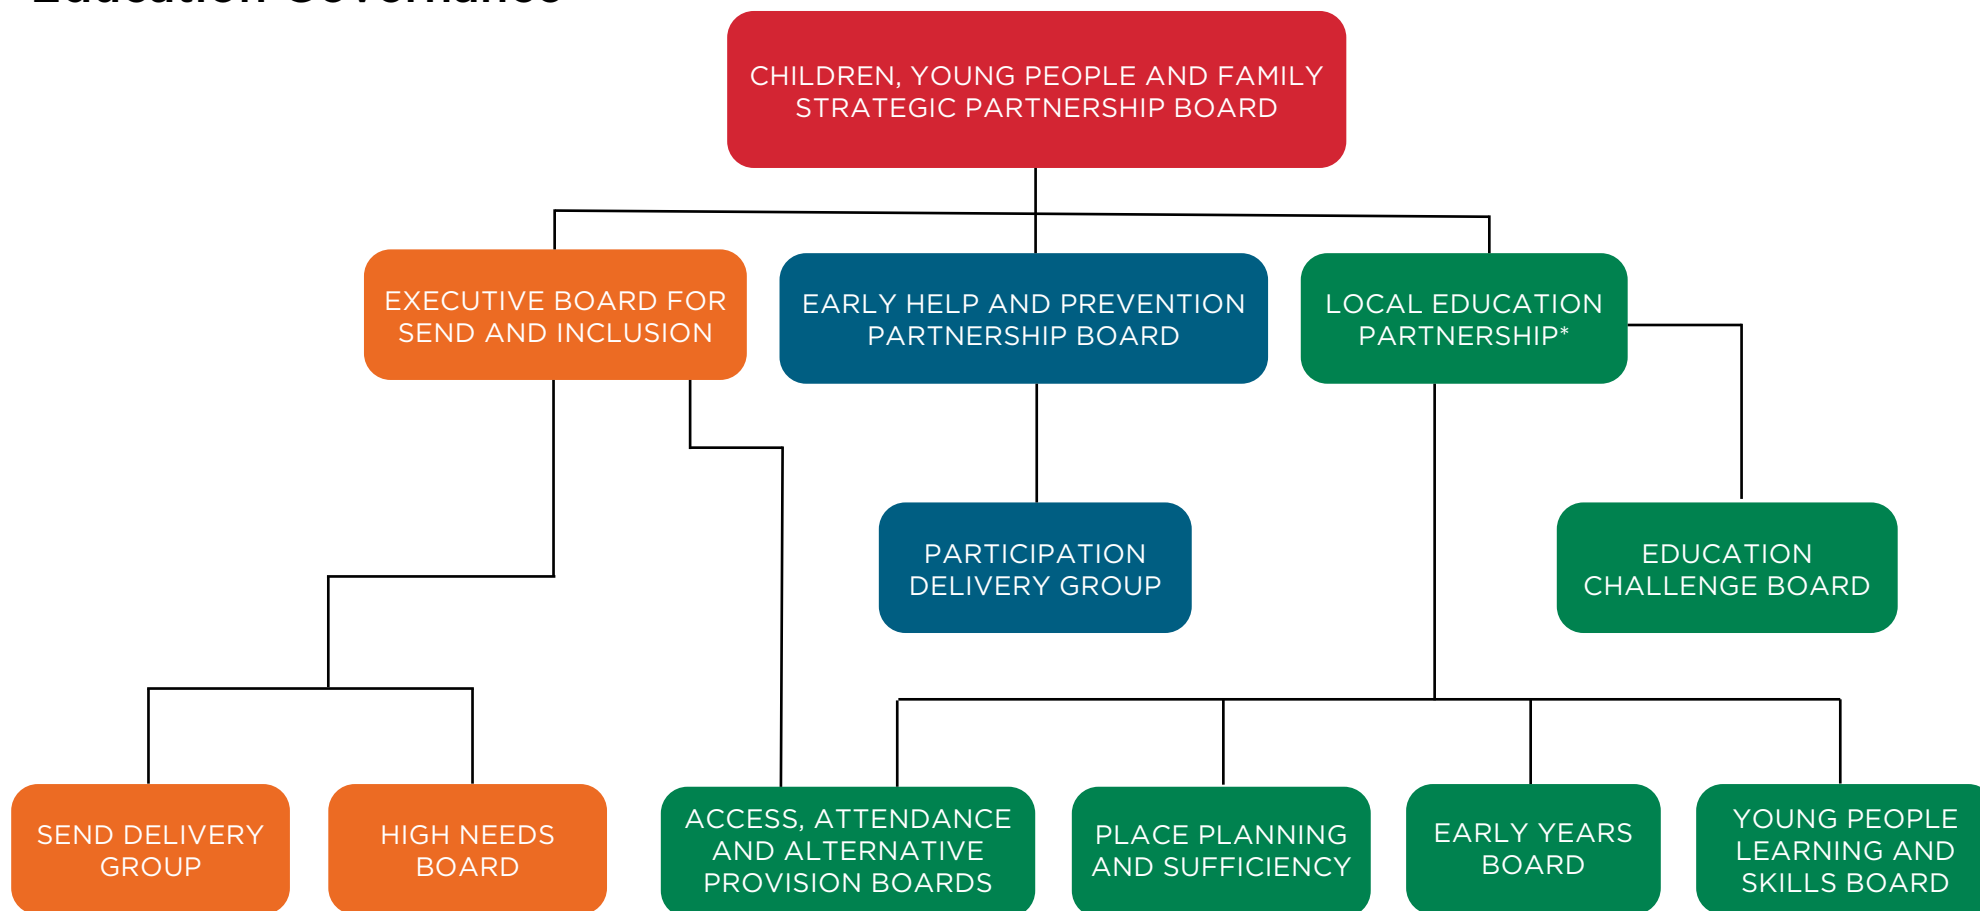 Education Governance
CHILDREN, YOUNG PEOPLE AND FAMILY
STRATEGIC PARTNERSHIP BOARD
EXECUTIVE BOARD FOR
SEND AND INCLUSION
EARLY HELP AND PREVENTION
PARTNERSHIP BOARD
LOCAL EDUCATION
PARTNERSHIP*
PARTICIPATION
DELIVERY GROUP
EDUCATION
CHALLENGE BOARD
SEND DELIVERY
GROUP
HIGH NEEDS
BOARD
ACCESS, ATTENDANCE
AND ALTERNATIVE
PROVISION BOARDS
PLACE PLANNING
AND SUFFICIENCY
EARLY YEARS
BOARD
YOUNG PEOPLE
LEARNING AND
SKILLS BOARD